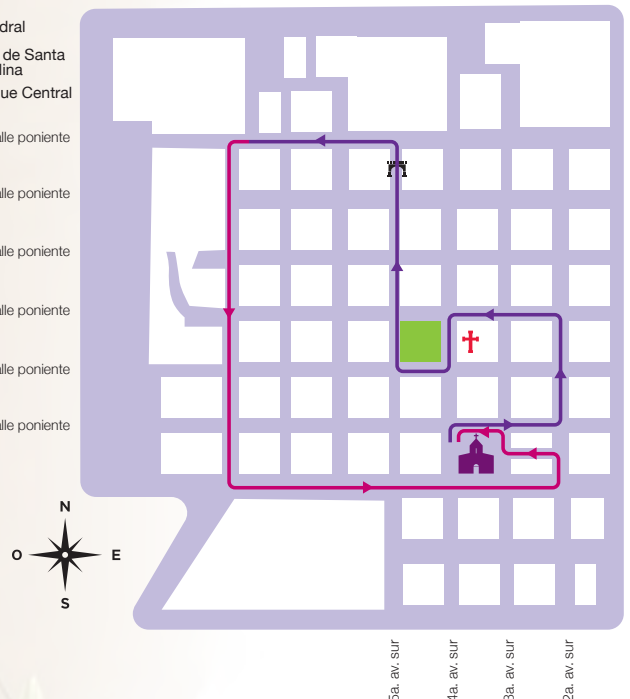 dral
de Santa
lina
ue Central
alle poniente
alle poniente
alle poniente
alle poniente
alle poniente
alle poniente
N
O E
S
5a. av. sur
4a. av. sur
3a. av. sur
2a. av. sur